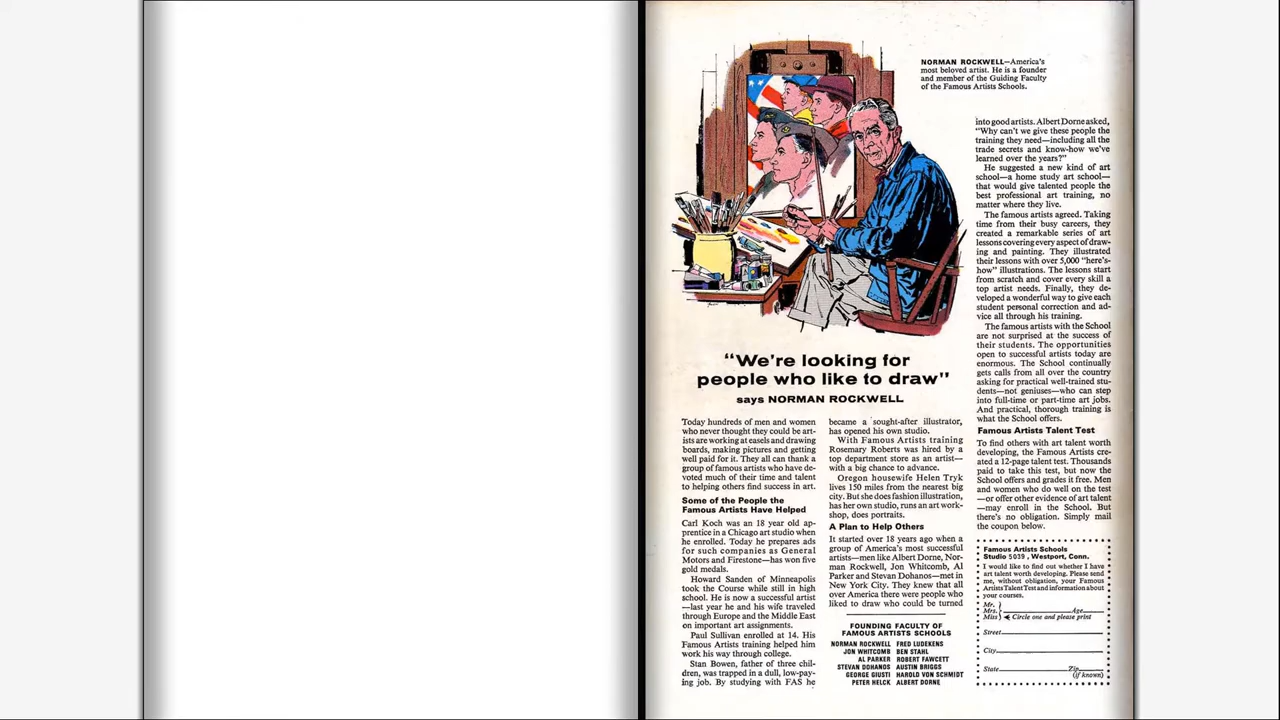 NORMAN ROCKWELL—America's
most beloved artist. He is a founder
and member of the Guiding Faculty
of the Famous Artists Schools.
"We're looking for
people who like to draw"
says NORMAN ROCKWELL
Today hundreds of men and women
who never thought they could be art-
ists are working at easels and drawing
boards, making pictures and getting
well paid for it. They all can thank a
group of famous artists who have de-
voted much of their time and talent
to helping others find success in art.
Some of the People the
Famous Artists Have Helped
Carl Koch was an 18 year old ap-
prentice in a Chicago art studio when
he enrolled. Today he prepares ads
for such companies as General
Motors and Firestone—has won five
gold medals.
Howard Sanden of Minneapolis
took the Course while still in high
school. He is now a successful artist
—last year he and his wife traveled
through Europe and the Middle East
on important art assignments.
Paul Sullivan enrolled at 14. His
Famous Artists training helped him
work his way through college.
Stan Bowen, father of three chil-
dren, was trapped in a dull, low-pay-
ing job. By studying with FAS he
became a sought-after illustrator,
has opened his own studio.
With Famous Artists training
Rosemary Roberts was hired by a
top department store as an artist—
with a big chance to advance.
Oregon housewife Helen Tryk
lives 150 miles from the nearest big
city. But she does fashion illustration,
has her own studio, runs an art work-
shop, does portraits.
A Plan to Help Others
It started over 18 years ago when a
group of America's most successful
artists—men like Albert Dorne, Nor-
man Rockwell, Jon Whitcomb, Al
Parker and Stevan Dohanos—met in
New York City. They knew that all
over America there were people who
liked to draw who could be turned
FOUNDING FACULTY OF
FAMOUS ARTISTS SCHOOLS
NORMAN ROCKWELL FRED LUDEKENS
JON WHITCOMB BEN STAHL
AL PARKER ROBERT FAWCETT
STEVAN DOHANOS AUSTIN BRIGGS
GEORGE GIUSTI HAROLD VON SCHMIDT
PETER HELCK ALBERT DORNE
into good artists. Albert Dorne asked,
"Why can't we give these people the
training they need—including all the
trade secrets and know-how we've
learned over the years?"
He suggested a new kind of art
school—a home study art school—
that would give talented people the
best professional art training, no
matter where they live.
The famous artists agreed. Taking
time from their busy careers, they
created a remarkable series of art
lessons covering every aspect of draw-
ing and painting. They illustrated
their lessons with over 5,000 "here's-
how" illustrations. The lessons start
from scratch and cover every skill a
top artist needs. Finally, they de-
veloped a wonderful way to give each
student personal correction and ad-
vice all through his training.
The famous artists with the School
are not surprised at the success of
their students. The opportunities
open to successful artists today are
enormous. The School continually
gets calls from all over the country
asking for practical well-trained stu-
dents—not geniuses—who can step
into full-time or part-time art jobs.
And practical, thorough training is
what the School offers.
Famous Artists Talent Test
To find others with art talent worth
developing, the Famous Artists cre-
ated a 12-page talent test. Thousands
paid to take this test, but now the
School offers and grades it free. Men
and women who do well on the test
—or offer other evidence of art talent
—may enroll in the School. But
there's no obligation. Simply mail
the coupon below.
Famous Artists Schools
Studio 5039, Westport, Conn.
I would like to find out whether I have
art talent worth developing. Please send
me, without obligation, your Famous
Artists Talent Test and information about
your courses.
Mr.
Mrs. Age
Miss Circle one and please print
Street
City
State Zip
(if known)